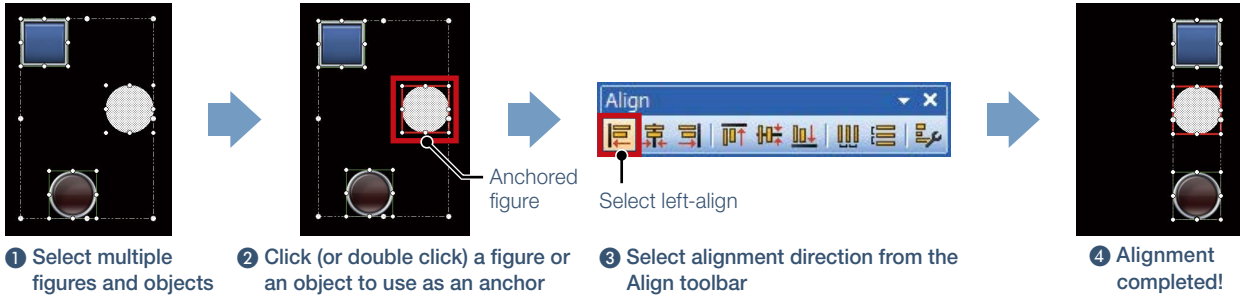 Align
Anchored
figure
Select left-align
❶ Select multiple
figures and objects
❷ Click (or double click) a figure or
an object to use as an anchor
❸ Select alignment direction from the
Align toolbar
❹ Alignment
completed!